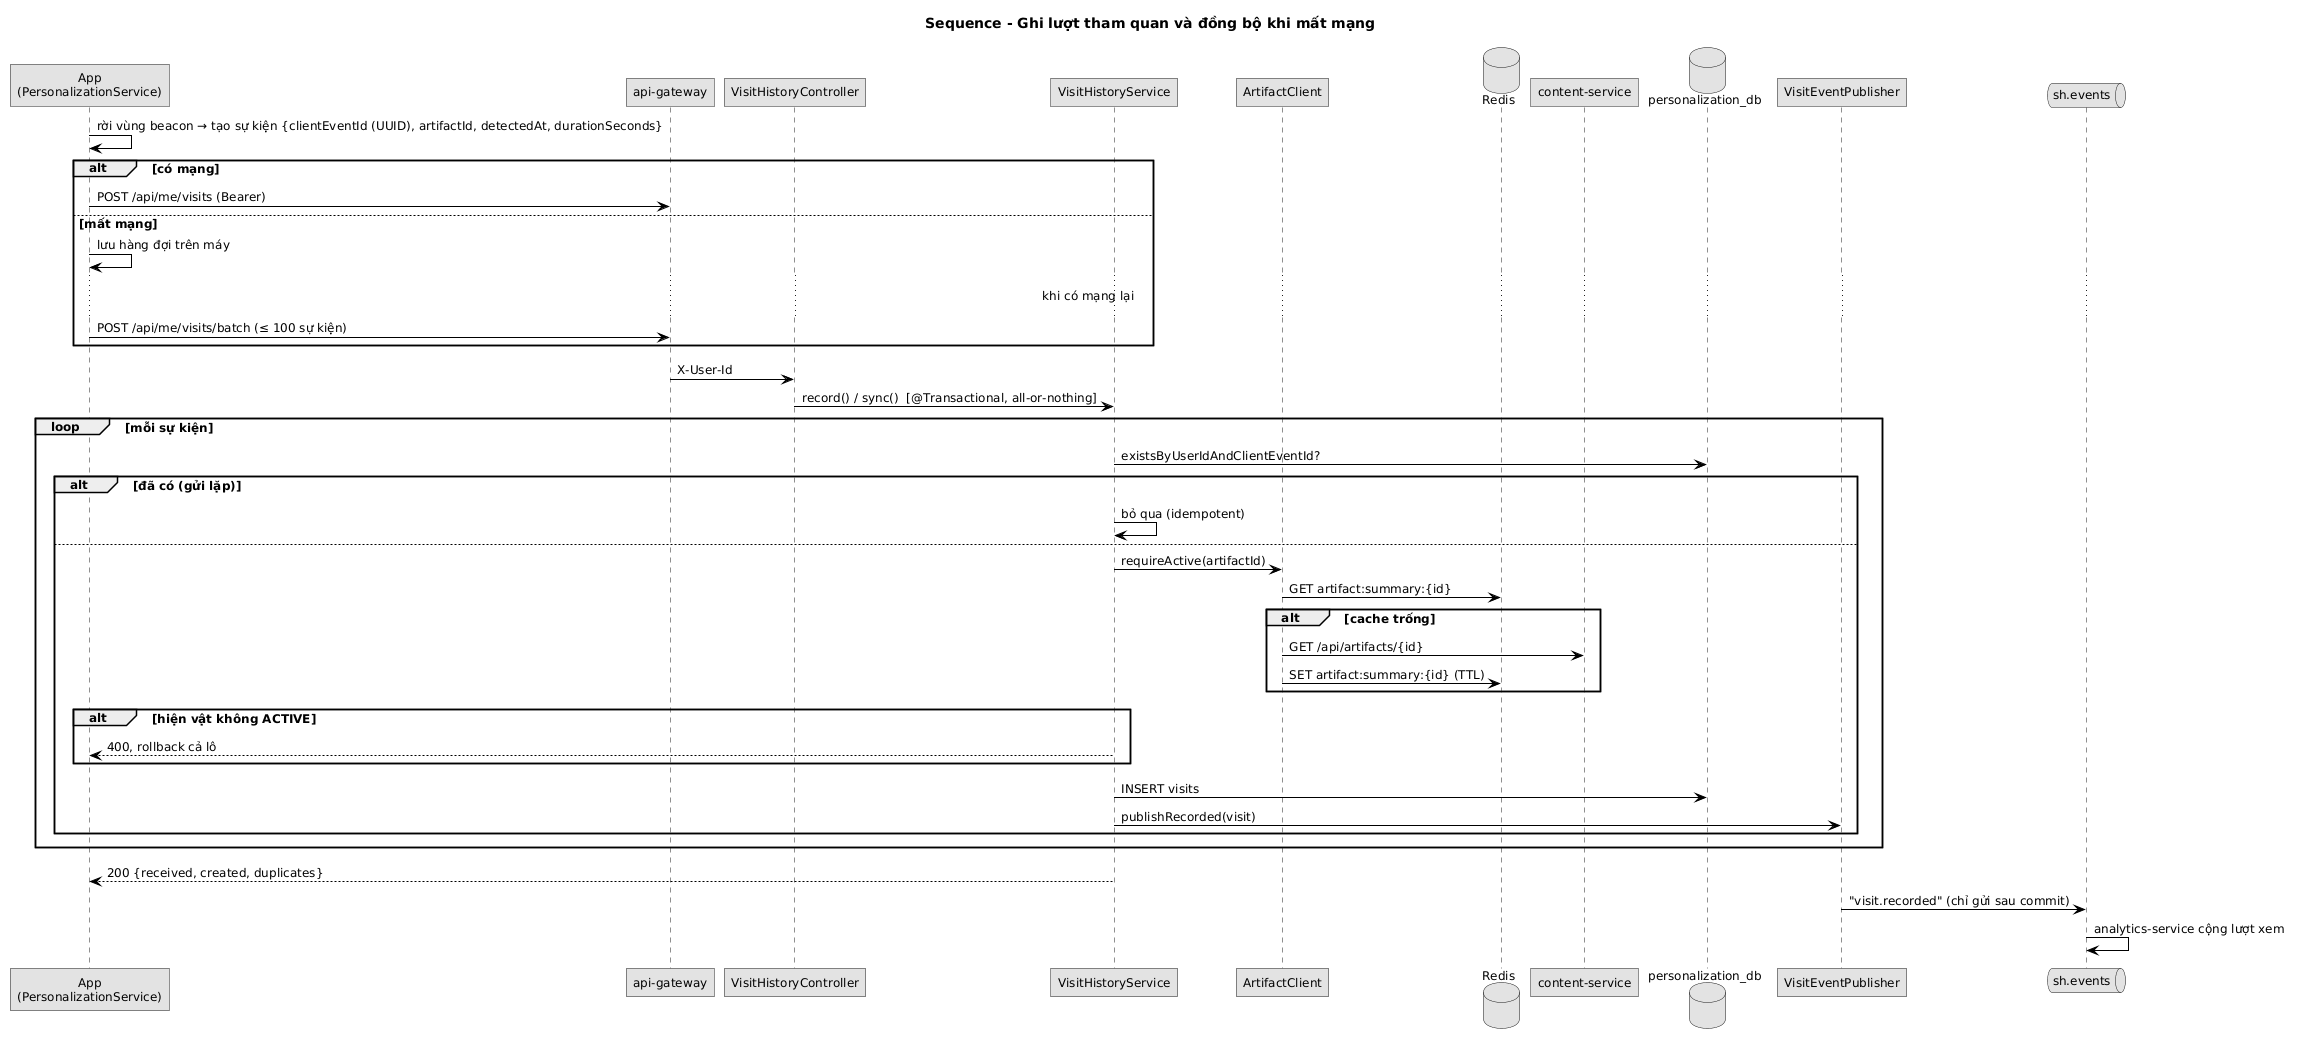 Sequence - Ghi lượt tham quan và đồng bộ khi mất mạng
App
(PersonalizationService)
api-gateway
VisitHistoryController
VisitHistoryService
ArtifactClient
Redis
content-service
personalization_db
VisitEventPublisher
sh.events
rời vùng beacon → tạo sự kiện {clientEventId (UUID), artifactId, detectedAt, durationSeconds}
alt [có mạng]
POST /api/me/visits (Bearer)
[mất mạng]
lưu hàng đợi trên máy
khi có mạng lại
POST /api/me/visits/batch (≤ 100 sự kiện)
X-User-Id
record() / sync()  [@Transactional, all-or-nothing]
loop [mỗi sự kiện]
existsByUserIdAndClientEventId?
alt [đã có (gửi lặp)]
bỏ qua (idempotent)
requireActive(artifactId)
GET artifact:summary:{id}
alt [cache trống]
GET /api/artifacts/{id}
SET artifact:summary:{id} (TTL)
alt [hiện vật không ACTIVE]
400, rollback cả lô
INSERT visits
publishRecorded(visit)
200 {received, created, duplicates}
"visit.recorded" (chỉ gửi sau commit)
analytics-service cộng lượt xem
App
(PersonalizationService)
api-gateway
VisitHistoryController
VisitHistoryService
ArtifactClient
Redis
content-service
personalization_db
VisitEventPublisher
sh.events